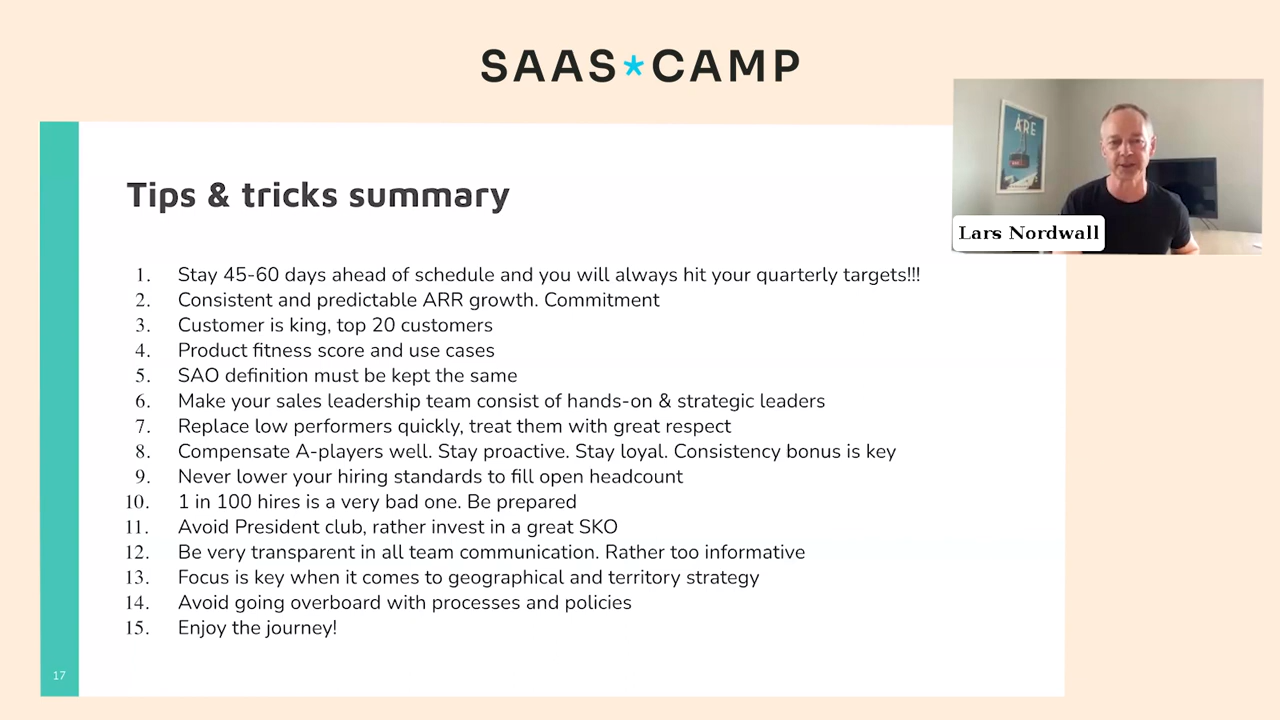 SAAS*CAMP
ÅRE
Lars Nordwall
Tips & tricks summary
1. Stay 45-60 days ahead of schedule and you will always hit your quarterly targets!!!
2. Consistent and predictable ARR growth. Commitment
3. Customer is king, top 20 customers
4. Product fitness score and use cases
5. SAO definition must be kept the same
6. Make your sales leadership team consist of hands-on & strategic leaders
7. Replace low performers quickly, treat them with great respect
8. Compensate A-players well. Stay proactive. Stay loyal. Consistency bonus is key
9. Never lower your hiring standards to fill open headcount
10. 1 in 100 hires is a very bad one. Be prepared
11. Avoid President club, rather invest in a great SKO
12. Be very transparent in all team communication. Rather too informative
13. Focus is key when it comes to geographical and territory strategy
14. Avoid going overboard with processes and policies
15. Enjoy the journey!
17